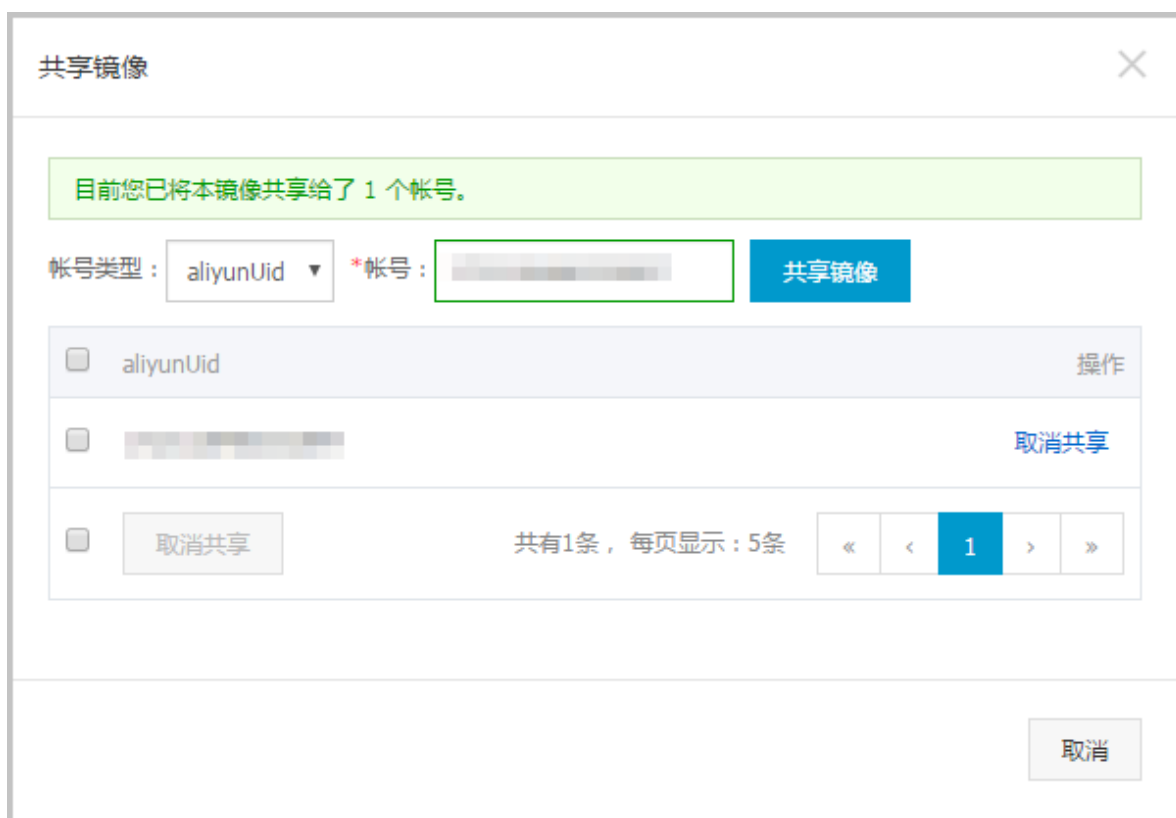 共享镜像
目前您已将本镜像共享给了 1 个帐号。
帐号类型： aliyunUid *帐号： 共享镜像
aliyunUid 操作
取消共享
取消共享 共有1条， 每页显示：5条 « ‹ 1 › »
取消